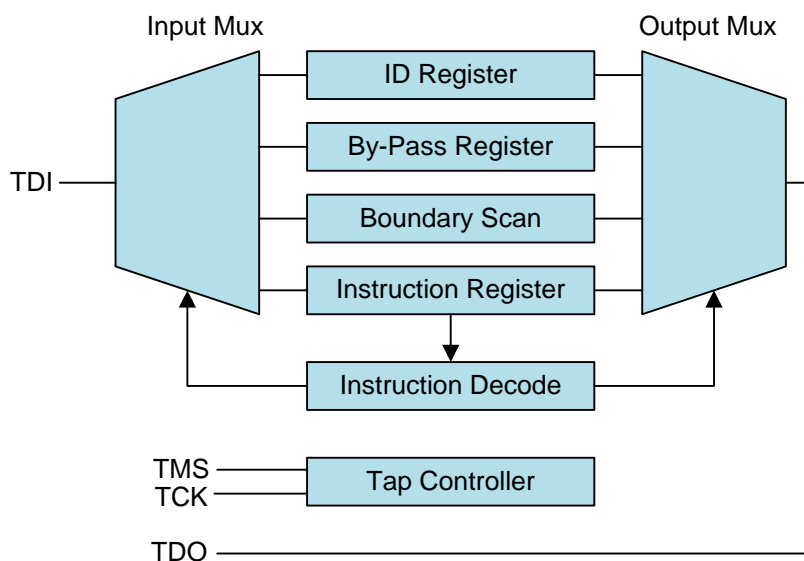 Input Mux
Output Mux
ID Register
By-Pass Register
TDI
Boundary Scan
Instruction Register
Instruction Decode
TMS
Tap Controller
TCK
TDO